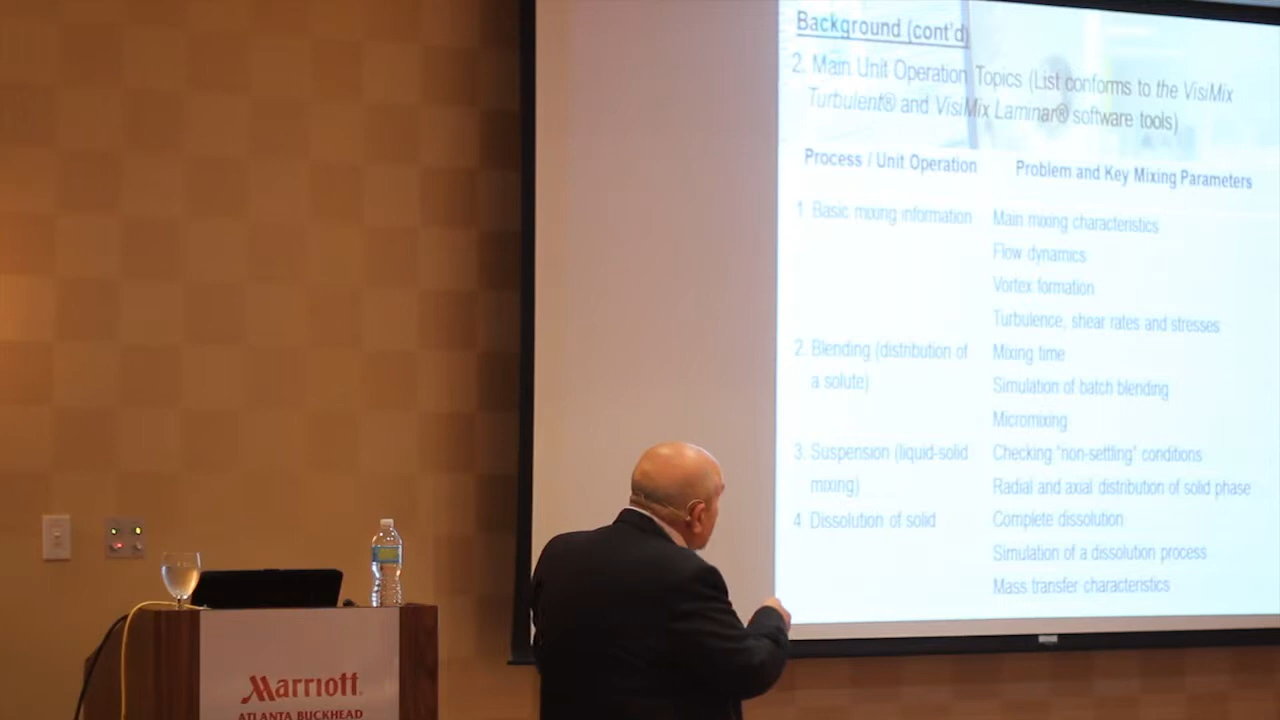 Background (cont'd)
2. Main Unit Operation Topics (List conforms to the VisiMix
Turbulent® and VisiMix Laminar® software tools)
Process / Unit Operation
Problem and Key Mixing Parameters
1. Basic mixing information
Main mixing characteristics
Flow dynamics
Vortex formation
Turbulence, shear rates and stresses
2. Blending (distribution of
a solute)
Mixing time
Simulation of batch blending
Micromixing
3. Suspension (liquid-solid
mixing)
Checking "non-settling" conditions
Radial and axial distribution of solid phase
4 Dissolution of solid
Complete dissolution
Simulation of a dissolution process
Mass transfer characteristics
Marriott®
ATLANTA BUCKHEAD